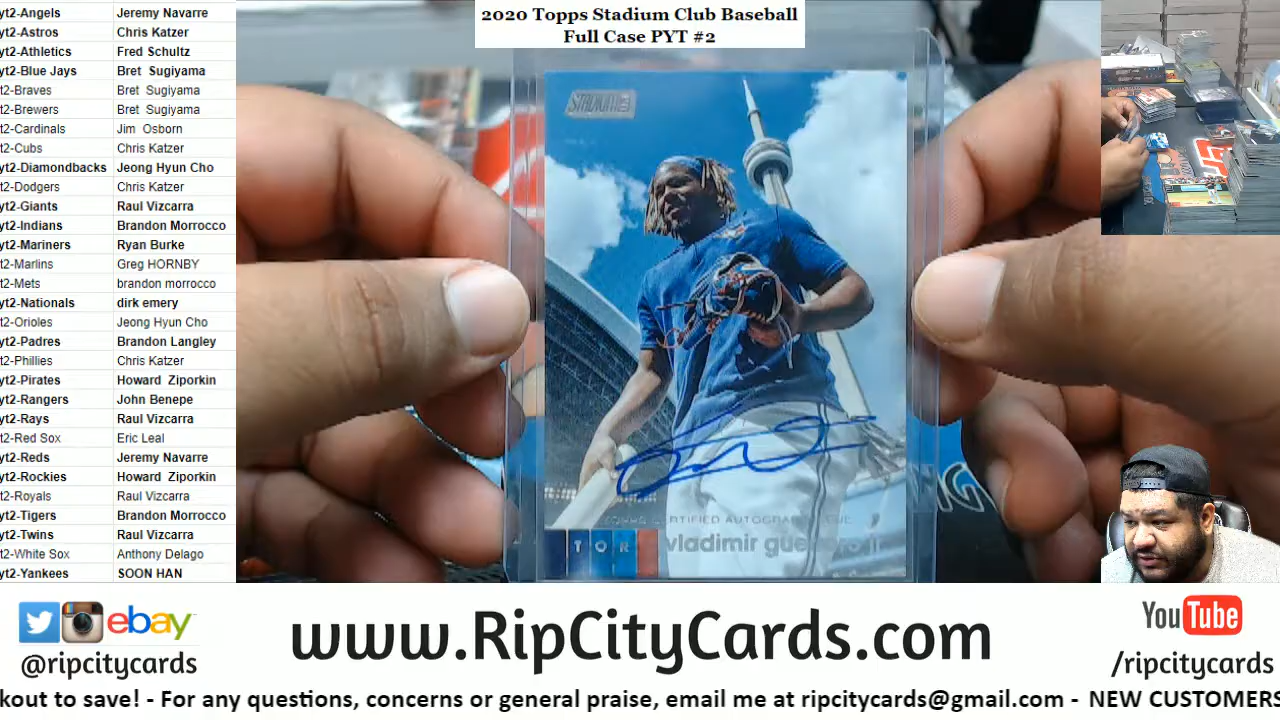 2020 Topps Stadium Club Baseball
Full Case PYT #2
yt2-Angels Jeremy Navarre
yt2-Astros Chris Katzer
yt2-Athletics Fred Schultz
yt2-Blue Jays Bret Sugiyama
t2-Braves Bret Sugiyama
t2-Brewers Bret Sugiyama
t2-Cardinals Jim Osborn
t2-Cubs Chris Katzer
yt2-Diamondbacks Jeong Hyun Cho
t2-Dodgers Chris Katzer
yt2-Giants Raul Vizcarra
yt2-Indians Brandon Morrocco
yt2-Mariners Ryan Burke
t2-Marlins Greg HORNBY
t2-Mets brandon morrocco
yt2-Nationals dirk emery
t2-Orioles Jeong Hyun Cho
yt2-Padres Brandon Langley
t2-Phillies Chris Katzer
yt2-Pirates Howard Ziporkin
yt2-Rangers John Benepe
yt2-Rays Raul Vizcarra
t2-Red Sox Eric Leal
yt2-Reds Jeremy Navarre
yt2-Rockies Howard Ziporkin
t2-Royals Raul Vizcarra
yt2-Tigers Brandon Morrocco
yt2-Twins Raul Vizcarra
t2-White Sox Anthony Delago
yt2-Yankees SOON HAN
STADIUM
CERTIFIED AUTOGRAPH
TOR
vladimir guerrero jr.
ebay
@ripcitycards
www.RipCityCards.com
YouTube
/ripcitycards
kout to save! - For any questions, concerns or general praise, email me at ripcitycards@gmail.com - NEW CUSTOMERS